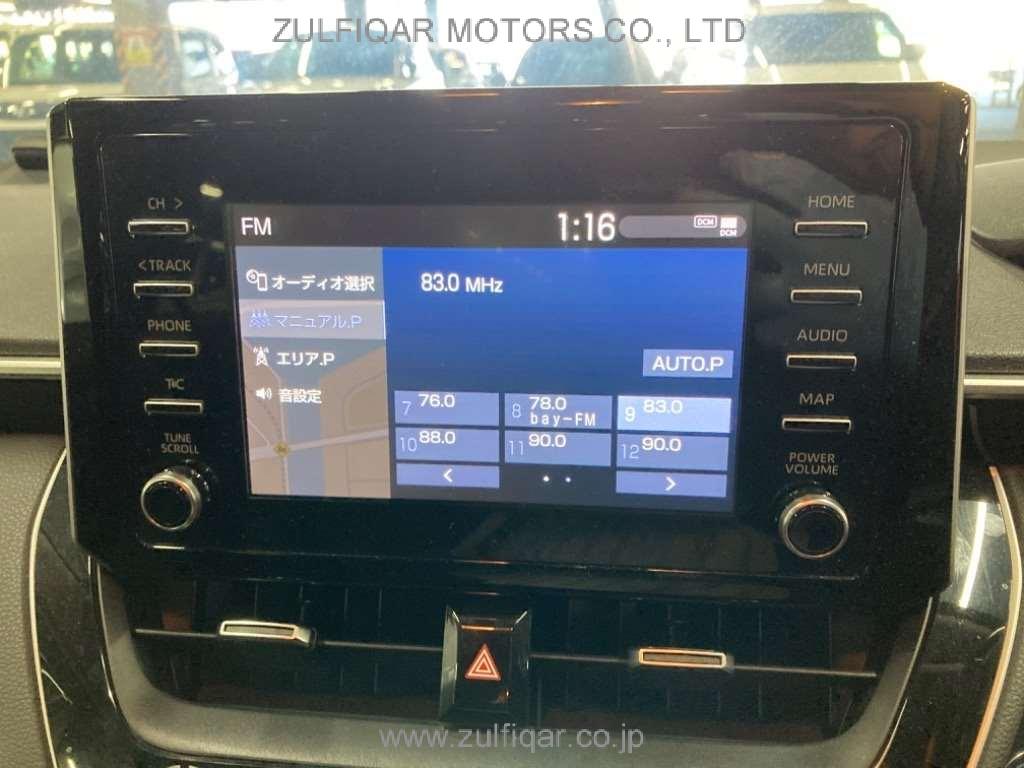 ZULFIQAR MOTORS CO., LTD
CH >
< TRACK
PHONE
T&C
TUNE
SCROLL
FM
1:16
DCM
DCM
オーディオ選択
マニュアル.P
エリア.P
音設定
83.0 MHz
AUTO.P
7 76.0
8 78.0
bay-FM
9 83.0
10 88.0
11 90.0
12 90.0
<
>
HOME
MENU
AUDIO
MAP
POWER
VOLUME
www.zulfiqar.co.jp